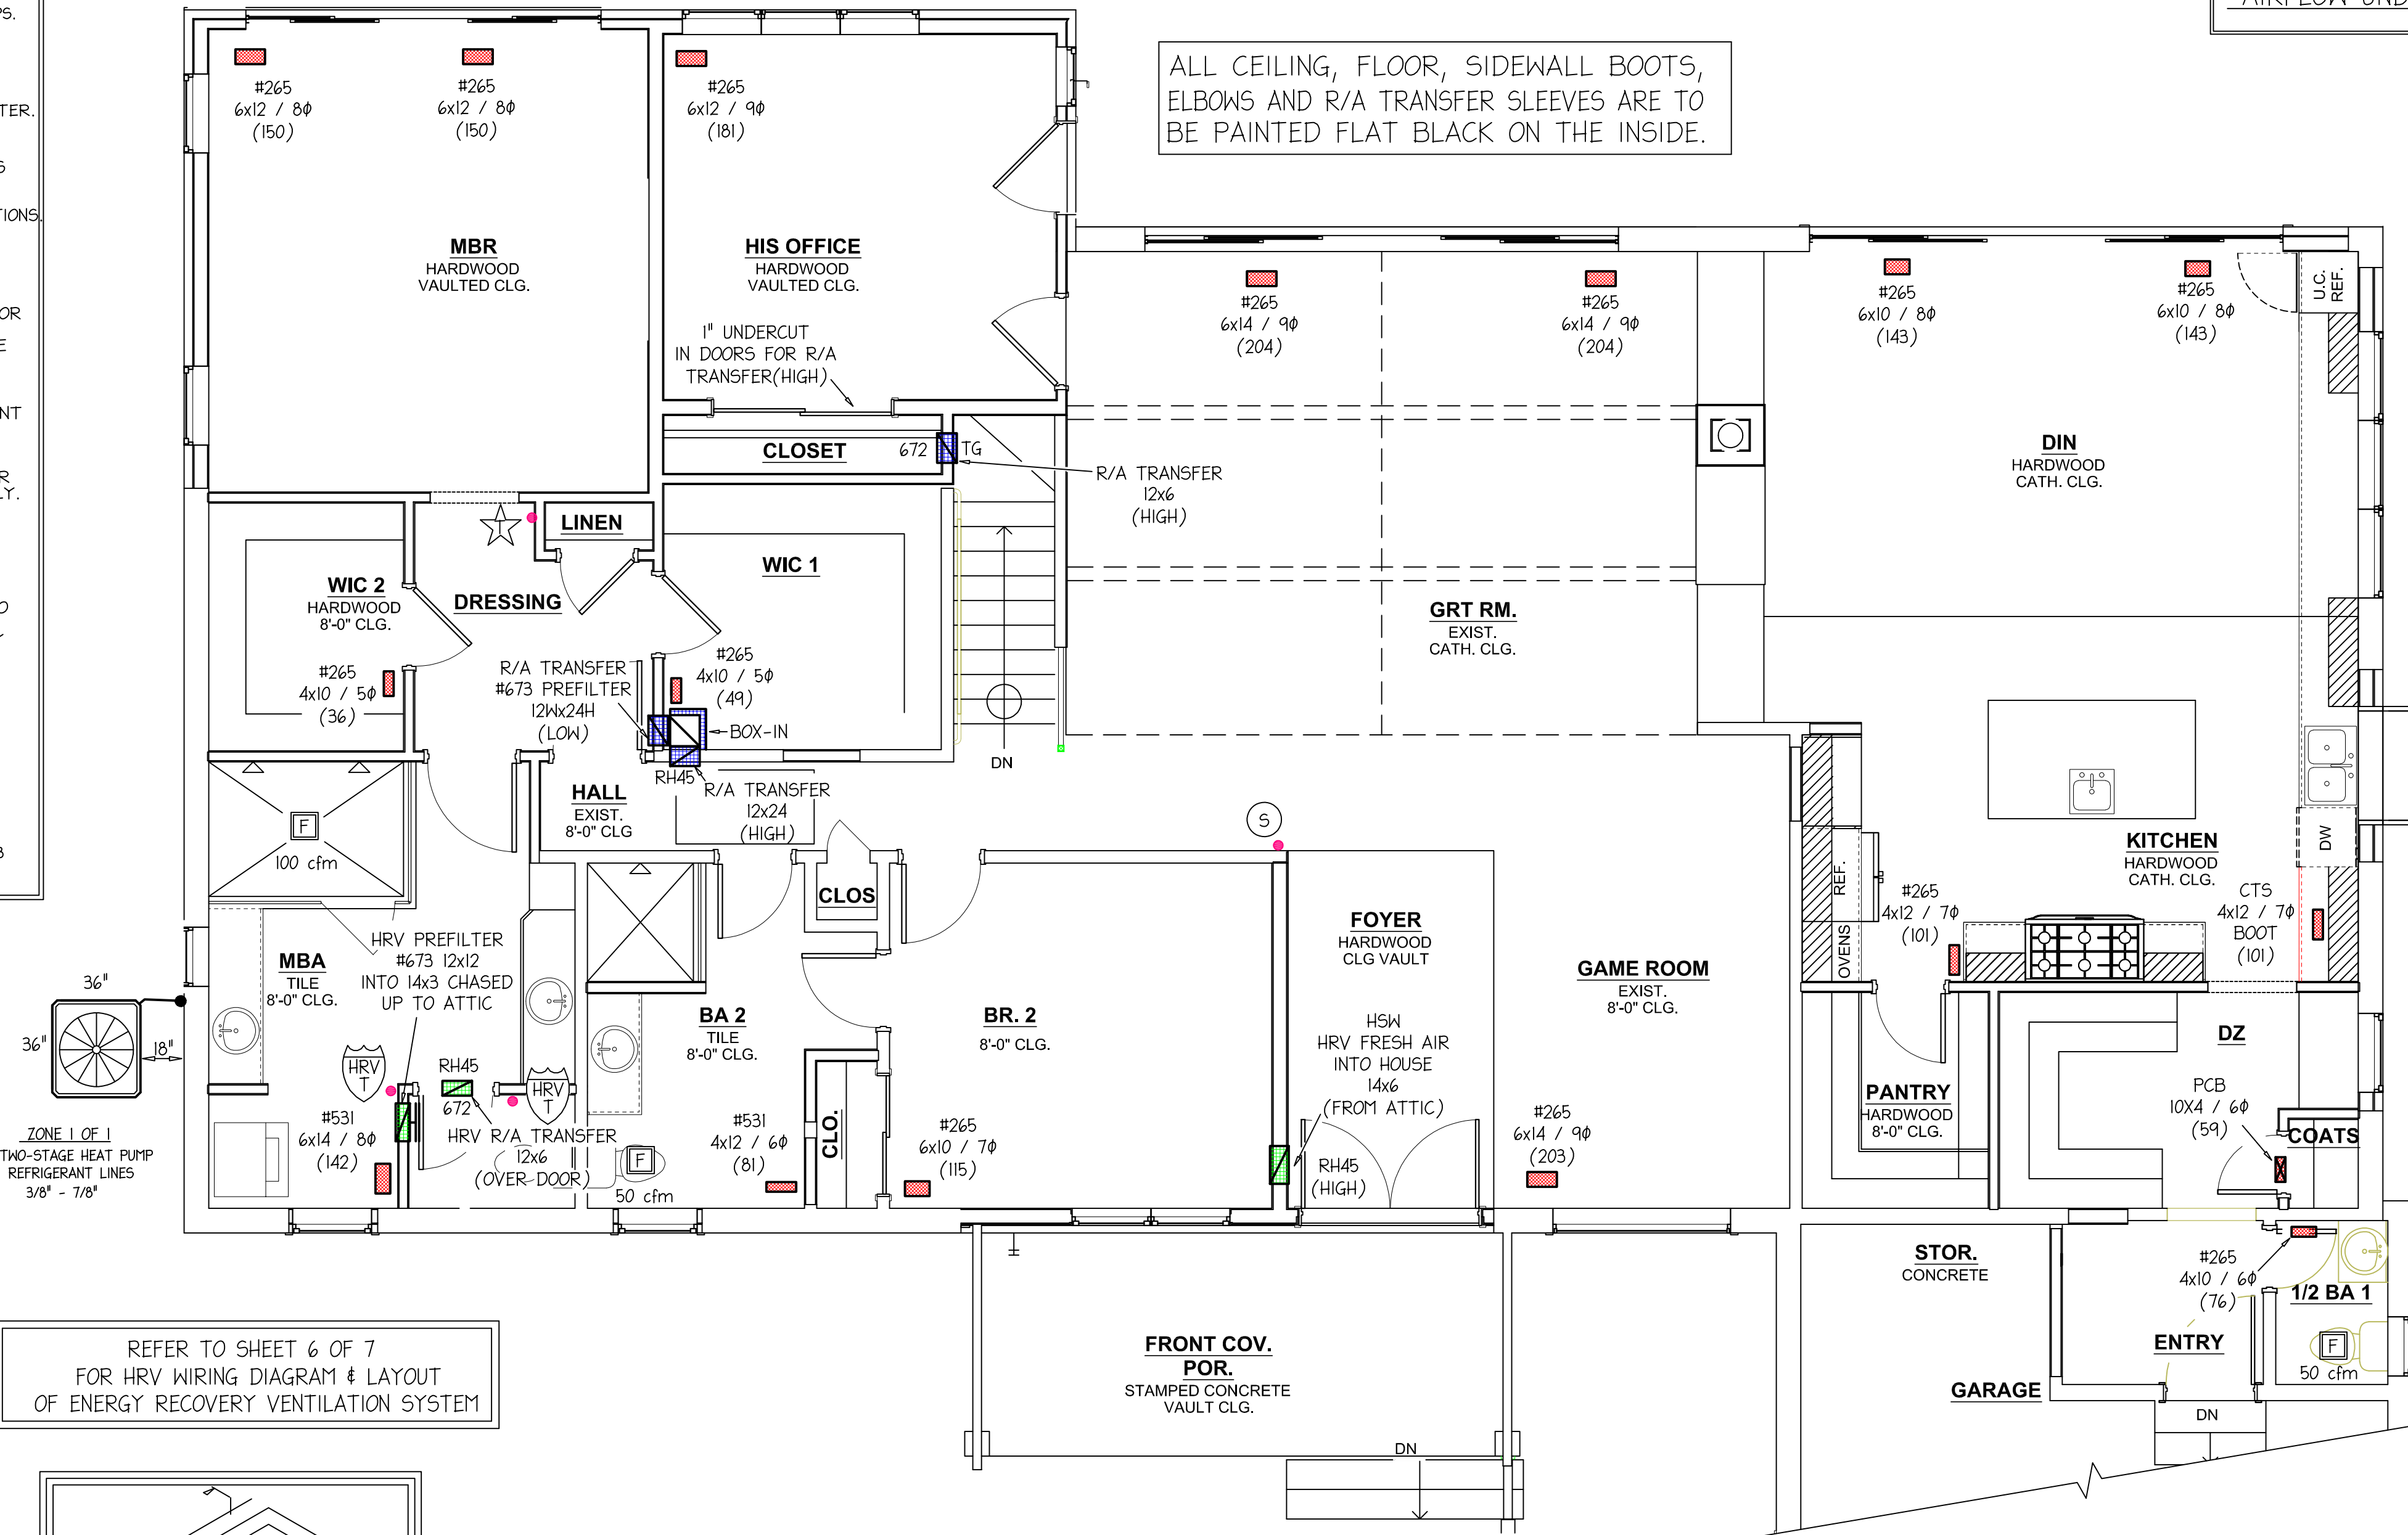 PS.
TER.
S
TIONS.
OR
E
NT
R
LY.
O
B
AIRFLOW UND
ALL CEILING, FLOOR, SIDEWALL BOOTS,
ELBOWS AND R/A TRANSFER SLEEVES ARE TO
BE PAINTED FLAT BLACK ON THE INSIDE.
#265
6x12 / 8ϕ
(150)
#265
6x12 / 8ϕ
(150)
#265
6x12 / 9ϕ
(181)
MBR
HARDWOOD
VAULTED CLG.
HIS OFFICE
HARDWOOD
VAULTED CLG.
1" UNDERCUT
IN DOORS FOR R/A
TRANSFER(HIGH)
#265
6x14 / 9ϕ
(204)
#265
6x14 / 9ϕ
(204)
#265
6x10 / 8ϕ
(143)
#265
6x10 / 8ϕ
(143)
U.C.
REF.
CLOSET
672
TG
R/A TRANSFER
12x6
(HIGH)
DIN
HARDWOOD
CATH. CLG.
T
LINEN
WIC 1
WIC 2
HARDWOOD
8'-0" CLG.
DRESSING
GRT RM.
EXIST.
CATH. CLG.
#265
4x10 / 5ϕ
(36)
R/A TRANSFER
#673 PREFILTER
12Wx24H
(LOW)
#265
4x10 / 5ϕ
(49)
BOX-IN
RH45
R/A TRANSFER
12x24
(HIGH)
DN
HALL
EXIST.
8'-0" CLG
F
100 cfm
CLOS
S
KITCHEN
HARDWOOD
CATH. CLG.
DW
REF.
OVENS
#265
4x12 / 7ϕ
(101)
CTS
4x12 / 7ϕ
BOOT
(101)
MBA
TILE
8'-0" CLG.
HRV PREFILTER
#673 12x12
INTO 14x3 CHASED
UP TO ATTIC
FOYER
HARDWOOD
CLG VAULT
GAME ROOM
EXIST.
8'-0" CLG.
BA 2
TILE
8'-0" CLG.
BR. 2
8'-0" CLG.
HSW
HRV FRESH AIR
INTO HOUSE
14x6
(FROM ATTIC)
RH45
(HIGH)
36"
36"
18"
ZONE 1 OF 1
TWO-STAGE HEAT PUMP
REFRIGERANT LINES
3/8" - 7/8"
HRV
T
RH45
672
HRV
T
HRV R/A TRANSFER
12x6
(OVER DOOR)
#531
6x14 / 8ϕ
(142)
F
50 cfm
#531
4x12 / 6ϕ
(81)
CLO.
#265
6x10 / 7ϕ
(115)
#265
6x14 / 9ϕ
(203)
PANTRY
HARDWOOD
8'-0" CLG.
DZ
PCB
10X4 / 6ϕ
(59)
COATS
STOR.
CONCRETE
#265
4x10 / 6ϕ
(76)
1/2 BA 1
F
50 cfm
ENTRY
GARAGE
DN
REFER TO SHEET 6 OF 7
FOR HRV WIRING DIAGRAM & LAYOUT
OF ENERGY RECOVERY VENTILATION SYSTEM
FRONT COV.
POR.
STAMPED CONCRETE
VAULT CLG.
DN